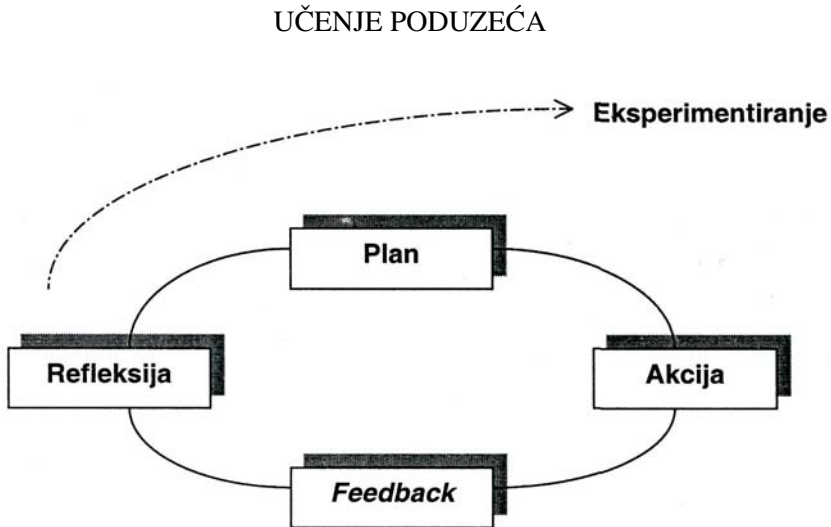 UČENJE PODUZEĆA
Eksperimentiranje
Plan
Refleksija
Akcija
Feedback